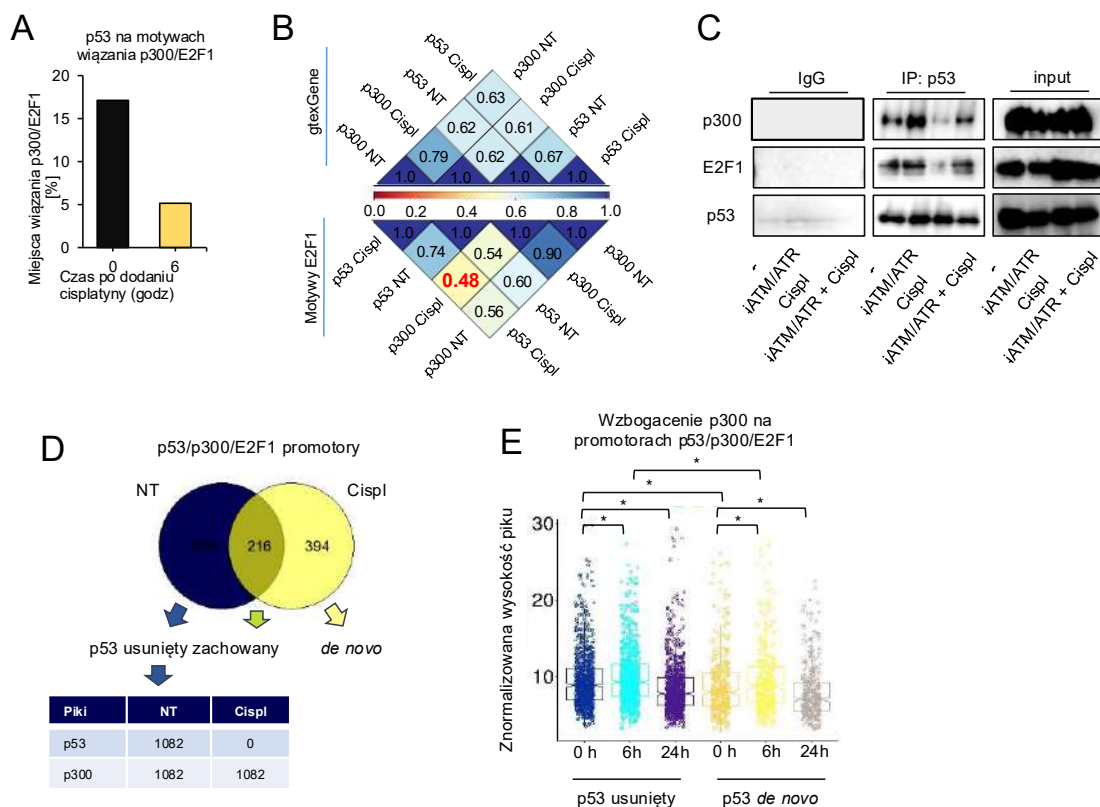 A
p53 na motywach
wiązania p300/E2F1
Miejsca wiązania p300/E2F1
[%]
20
15
10
5
0
0
6
Czas po dodaniu
cisplatyny (godz)
B
gtexGene
p300 NT
p300 Cispl
p53 NT
p53 Cispl
p300 NT
p300 Cispl
p53 NT
p53 Cispl
0.63
0.62
0.61
0.79
0.62
0.67
1.0
1.0
1.0
1.0
0.0
0.2
0.4
0.6
0.8
1.0
Motywy E2F1
1.0
1.0
1.0
1.0
0.74
0.54
0.90
0.48
0.60
0.56
p53 Cispl
p53 NT
p300 Cispl
p300 NT
p300 NT
p300 Cispl
p53 NT
p53 Cispl
C
IgG
IP: p53
input
p300
E2F1
p53
-
iATM/ATR
Cispl
iATM/ATR + Cispl
-
iATM/ATR
Cispl
iATM/ATR + Cispl
-
iATM/ATR
Cispl
iATM/ATR + Cispl
D
p53/p300/E2F1 promotory
NT
Cispl
216
394
p53 usunięty zachowany
de novo
Piki NT Cispl
p53 1082 0
p300 1082 1082
E
Wzbogacenie p300 na
promotorach p53/p300/E2F1
Znormalizowana wysokość piku
30
20
10
* * * * * *
0 h 6h 24h 0 h 6h 24h
p53 usunięty
p53 de novo